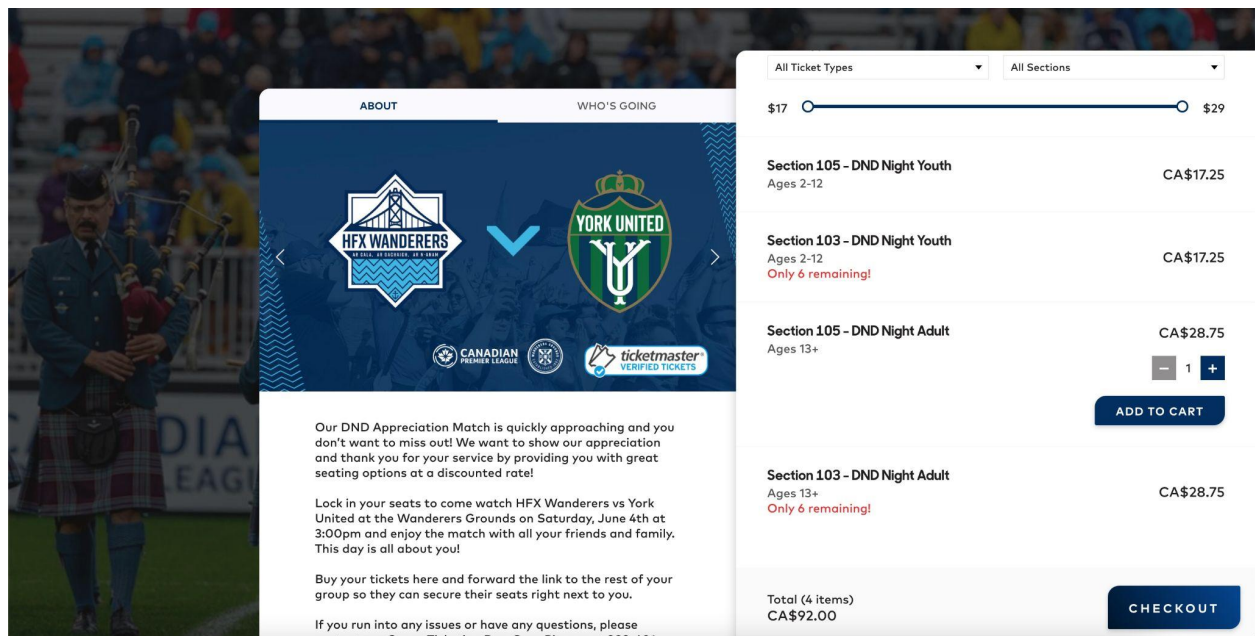 ABOUT
WHO'S GOING
HFX WANDERERS
YORK UNITED
YU
CANADIAN
PREMIER LEAGUE
ticketmaster®
VERIFIED TICKETS
Our DND Appreciation Match is quickly approaching and you
don't want to miss out! We want to show our appreciation
and thank you for your service by providing you with great
seating options at a discounted rate!
Lock in your seats to come watch HFX Wanderers vs York
United at the Wanderers Grounds on Saturday, June 4th at
3:00pm and enjoy the match with all your friends and family.
This day is all about you!
Buy your tickets here and forward the link to the rest of your
group so they can secure their seats right next to you.
If you run into any issues or have any questions, please
All Ticket Types
All Sections
$17
$29
Section 105 - DND Night Youth
Ages 2-12
CA$17.25
Section 103 - DND Night Youth
Ages 2-12
Only 6 remaining!
CA$17.25
Section 105 - DND Night Adult
Ages 13+
CA$28.75
− 1 +
ADD TO CART
Section 103 - DND Night Adult
Ages 13+
Only 6 remaining!
CA$28.75
Total (4 items)
CA$92.00
CHECKOUT